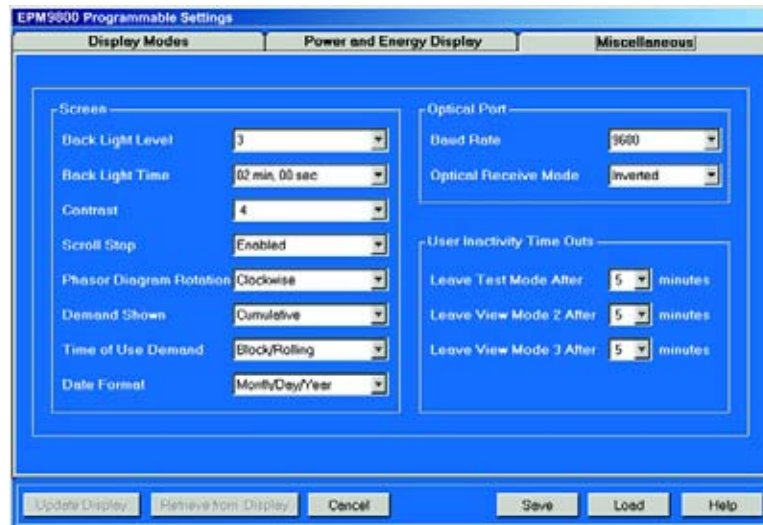 EPM9800 Programmable Settings
Display Modes
Power and Energy Display
Miscellaneous
Screen
Back Light Level 3
Back Light Time 02 min, 00 sec
Contrast 4
Scroll Stop Enabled
Phasor Diagram Rotation Clockwise
Demand Shown Cumulative
Time of Use Demand Block/Rolling
Date Format Month/Day/Year
Optical Port
Baud Rate 9600
Optical Receive Mode Inverted
User Inactivity Time Outs
Leave Test Mode After 5 minutes
Leave View Mode 2 After 5 minutes
Leave View Mode 3 After 5 minutes
Update Display
Retrieve from Display
Cancel
Save
Load
Help